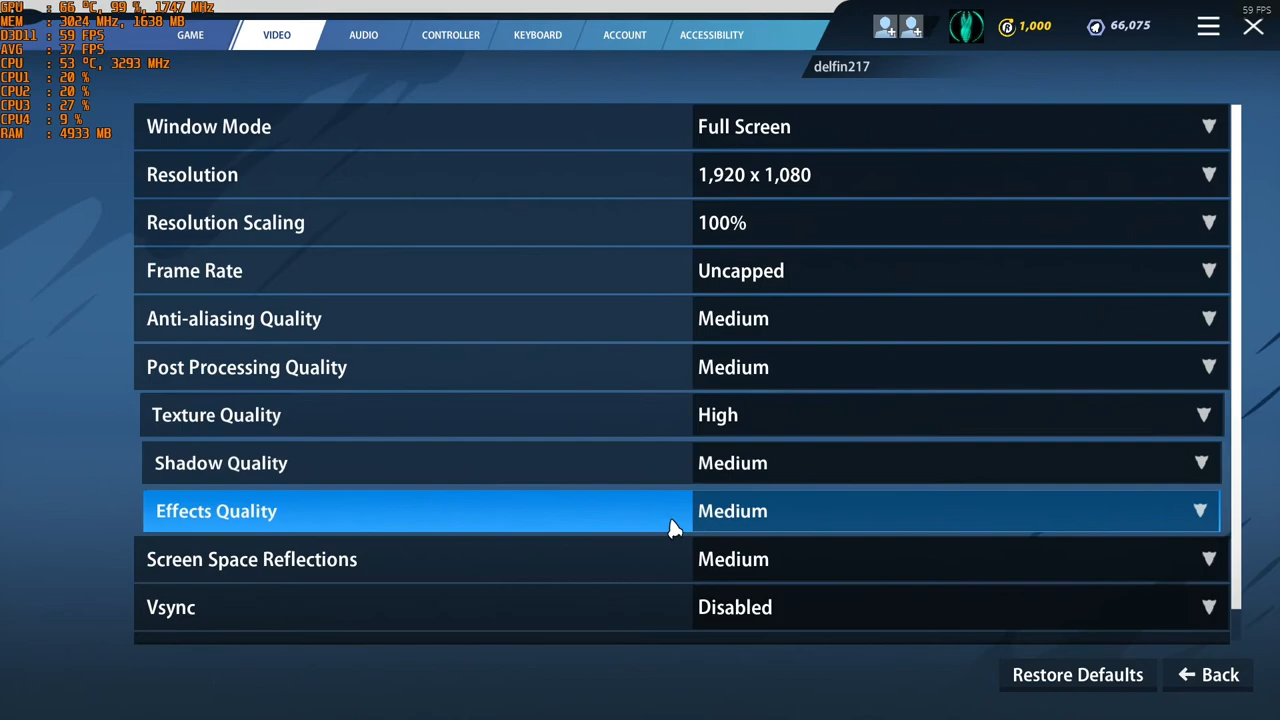 GPU : 66 °C, 99 %, 1747 MHz
MEM : 3024 MHz, 1638 MB
D3D11 : 59 FPS
AVG : 37 FPS
CPU : 53 °C, 3293 MHz
CPU1 : 20 %
CPU2 : 20 %
CPU3 : 27 %
CPU4 : 9 %
RAM : 4933 MB
GAME VIDEO AUDIO CONTROLLER KEYBOARD ACCOUNT ACCESSIBILITY
1,000 66,075
59 FPS
delfin217
Window Mode Full Screen
Resolution 1,920 x 1,080
Resolution Scaling 100%
Frame Rate Uncapped
Anti-aliasing Quality Medium
Post Processing Quality Medium
Texture Quality High
Shadow Quality Medium
Effects Quality Medium
Screen Space Reflections Medium
Vsync Disabled
Restore Defaults Back